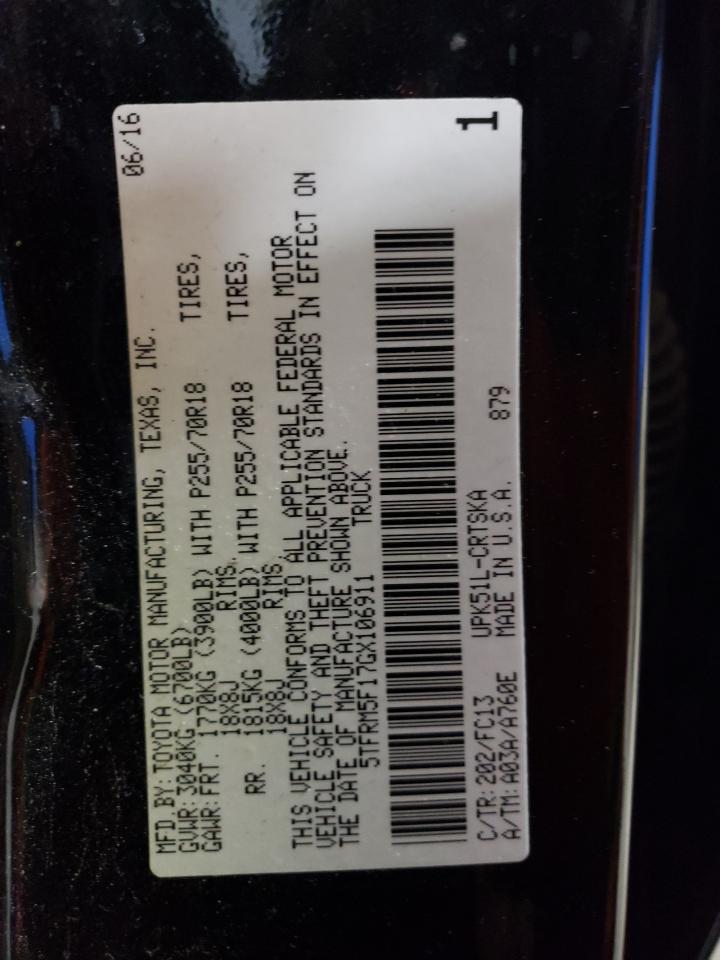 MFD BY: TOYOTA MOTOR MANUFACTURING, TEXAS, INC. 06/16
GVWR: 3040KG (6700LB)
GAWR: FRT. 1770KG (3900LB) WITH P255/70R18 TIRES,
18X8J RIMS,
RR. 1815KG (4000LB) WITH P255/70R18 TIRES,
18X8J RIMS
THIS VEHICLE CONFORMS TO ALL APPLICABLE FEDERAL MOTOR
VEHICLE SAFETY AND THEFT PREVENTION STANDARDS IN EFFECT ON
THE DATE OF MANUFACTURE SHOWN ABOVE.
5TFRM5F17GX106911 TRUCK
C/TR: 202/FC13 UPK51L-CRTSKA
A/TM: A03A/A760E MADE IN U.S.A. 879
1